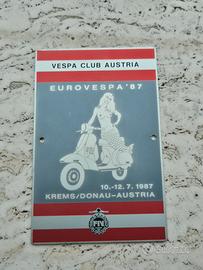 VESPA CLUB AUSTRIA
EUROVESPA '87
10.-12. 7. 1987
KREMS/DONAU-AUSTRIA